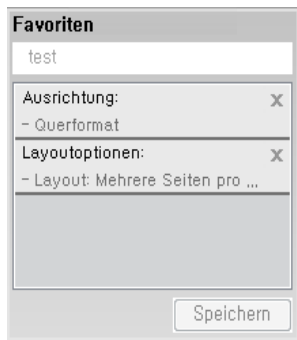 Favoriten
test
Ausrichtung: x
- Querformat
Layoutoptionen: x
- Layout: Mehrere Seiten pro ...
Speichern